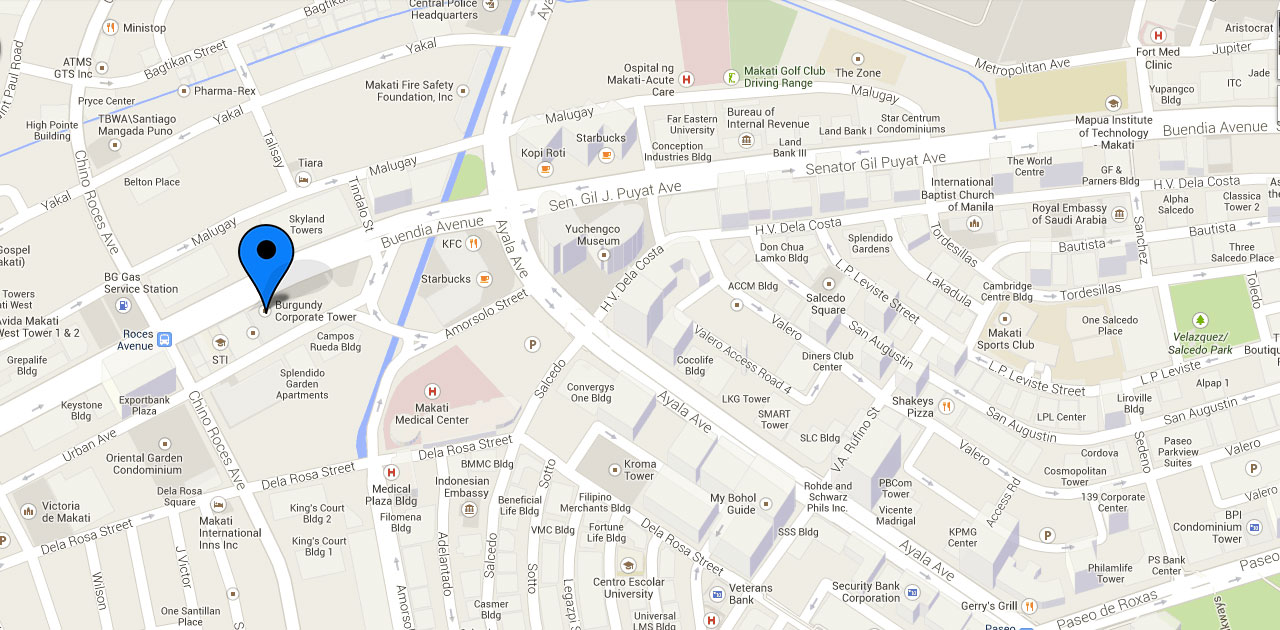 Central Police
Headquarters
Ministop
Bagtikan Street
Yakal
ATMS
GTS Inc
Pryce Center
Pharma-Rex
Makati Fire Safety
Foundation, Inc
TBWA\Santiago
Mangada Puno
High Pointe
Building
Yakal
Talisay
Chino Roces Ave
Belton Place
Tiara
Malugay
Tindalo St
Yakal
Malugay
Skyland
Towers
Buendia Avenue
Ospital ng
Makati-Acute
Care
Makati Golf Club
Driving Range
The Zone
Metropolitan Ave
Fort Med
Clinic
Aristocrat
Jupiter
Jade
ITC
Yupangco
Bldg
Malugay
Malugay
Starbucks
Kopi Roti
Far Eastern
University
Bureau of
Internal Revenue
Conception
Industries Bldg
Land
Bank III
Land Bank I
Star Centrum
Condominiums
Mapua Institute
of Technology
- Makati
Buendia Avenue
Senator Gil Puyat Ave
Sen. Gil J. Puyat Ave
The World
Centre
GF &
Parners Bldg
H.V. Dela Costa
International
Baptist Church
of Manila
Royal Embassy
of Saudi Arabia
Alpha
Salcedo
Classica
Tower 2
Bautista
Bautista
Sanchez
Three
Salcedo Place
Yuchengco
Museum
H.V. Dela Costa
H.V. Dela Costa
Don Chua
Lamko Bldg
Splendido
Gardens
Tordesillas
Lakadula
L.P. Leviste Street
Cambridge
Centre Bldg
Tordesillas
Toledo
KFC
Starbucks
Ayala Ave
Amorsolo Street
BG Gas
Service Station
Burgundy
Corporate Tower
Roces
Avenue
STI
Campos
Rueda Bldg
Splendido
Garden
Apartments
Grepalife
Bldg
Keystone
Bldg
Exportbank
Plaza
Urban Ave
Oriental Garden
Condominium
Chino Roces Ave
Victoria
de Makati
Dela Rosa
Square
Dela Rosa Street
Dela Rosa Street
Makati
International
Inns Inc
J Victor
Wilson
One Santillan
Place
King's Court
Bldg 2
King's Court
Bldg 1
Makati
Medical Center
Dela Rosa Street
Medical
Plaza Bldg
Filomena
Bldg
BMMC Bldg
Indonesian
Embassy
Adelantado
Salcedo
Casmer
Bldg
Beneficial
Life Bldg
VMC Bldg
Sotto
Sotto
Salcedo
P
Convergys
One Bldg
Kroma
Tower
Filipino
Merchants Bldg
Fortune
Life Bldg
Dela Rosa Street
Centro Escolar
University
Universal
LMS Bldg
Veterans
Bank
My Bohol
Guide
SSS Bldg
Ayala Ave
Cocolife
Bldg
LKG Tower
SMART
Tower
SLC Bldg
Valero Access Road 4
ACCM Bldg
Valero
Salcedo
Square
San Augustin
Diners Club
Center
V.A. Rufino St
Shakeys
Pizza
Makati
Sports Club
One Salcedo
Place
Velazquez/
Salcedo Park
L.P. Leviste Street
L.P. Leviste
Alpap 1
Liroville
Bldg
LPL Center
San Augustin
San Augustin
Sedeno
Valero
Valero
Cordova
Paseo
Parkview
Suites
Cosmopolitan
Tower
139 Corporate
Center
BPI
Condominium
Tower
Valero
PS Bank
Center
Philamlife
Tower
P
P
Access Rd
KPMG
Center
Rohde and
Schwarz
Phils Inc.
PBCom
Tower
Vicente
Madrigal
Ayala Ave
Security Bank
Corporation
Gerry's Grill
Paseo de Roxas
Paseo